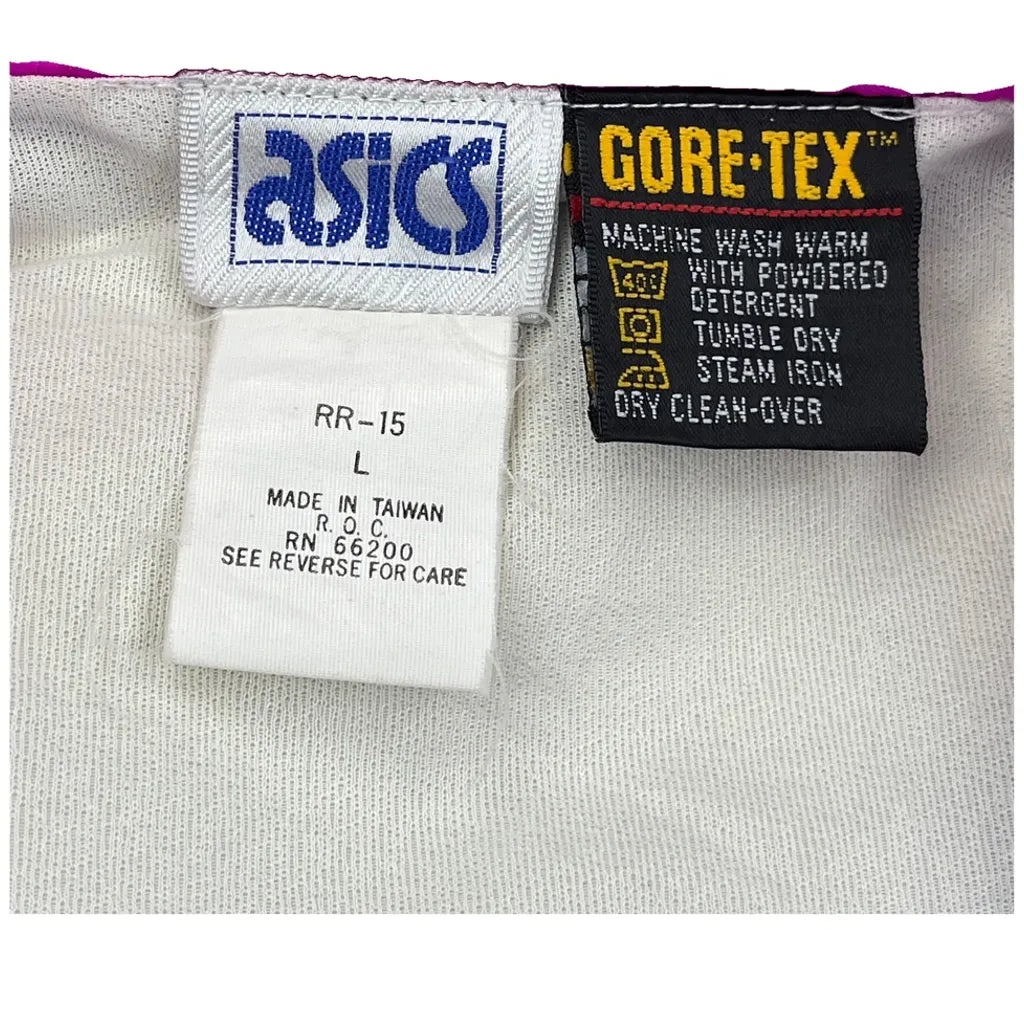 asics
RR-15
L
MADE IN TAIWAN
R. O. C.
RN 66200
SEE REVERSE FOR CARE
GORE·TEX™
MACHINE WASH WARM
40C WITH POWDERED
DETERGENT
TUMBLE DRY
STEAM IRON
DRY CLEAN-OVER